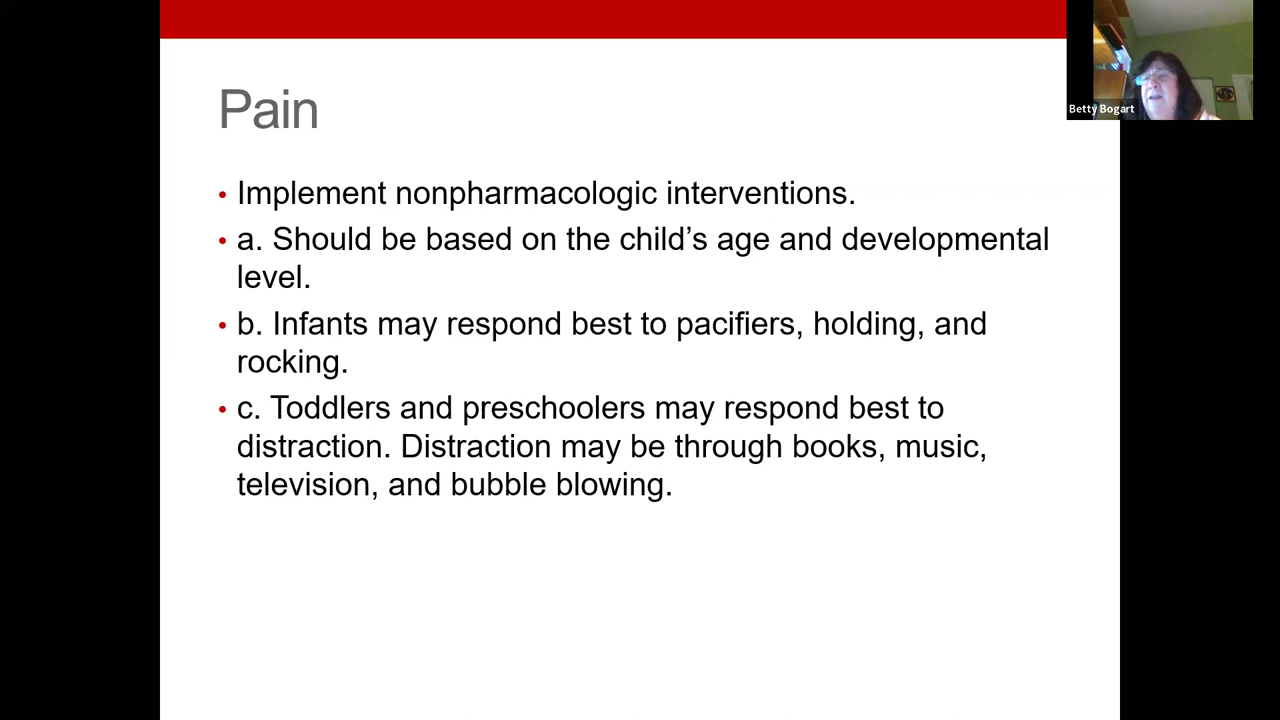 Pain
• Implement nonpharmacologic interventions.
• a. Should be based on the child’s age and developmental
level.
• b. Infants may respond best to pacifiers, holding, and
rocking.
• c. Toddlers and preschoolers may respond best to
distraction. Distraction may be through books, music,
television, and bubble blowing.
Betty Bogart